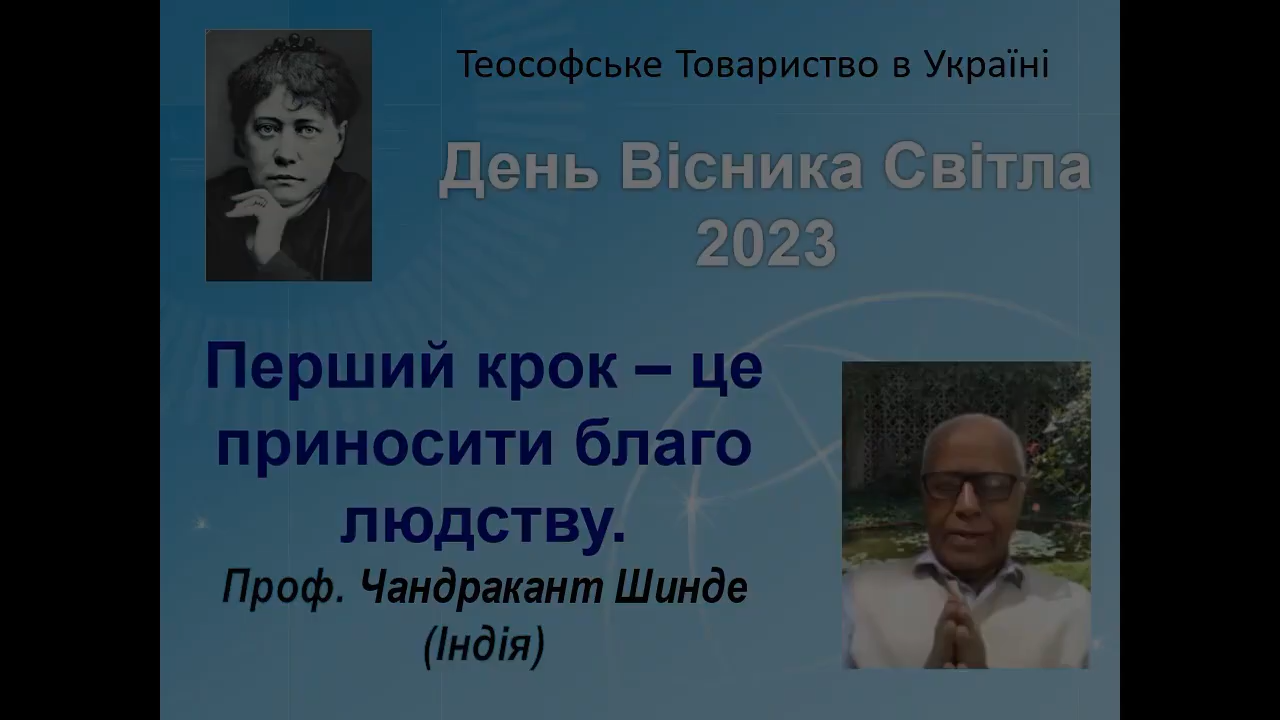 Теософське Товариство в Україні
День Вісника Світла
2023
Перший крок – це
приносити благо
людству.
Проф. Чандракант Шинде
(Індія)